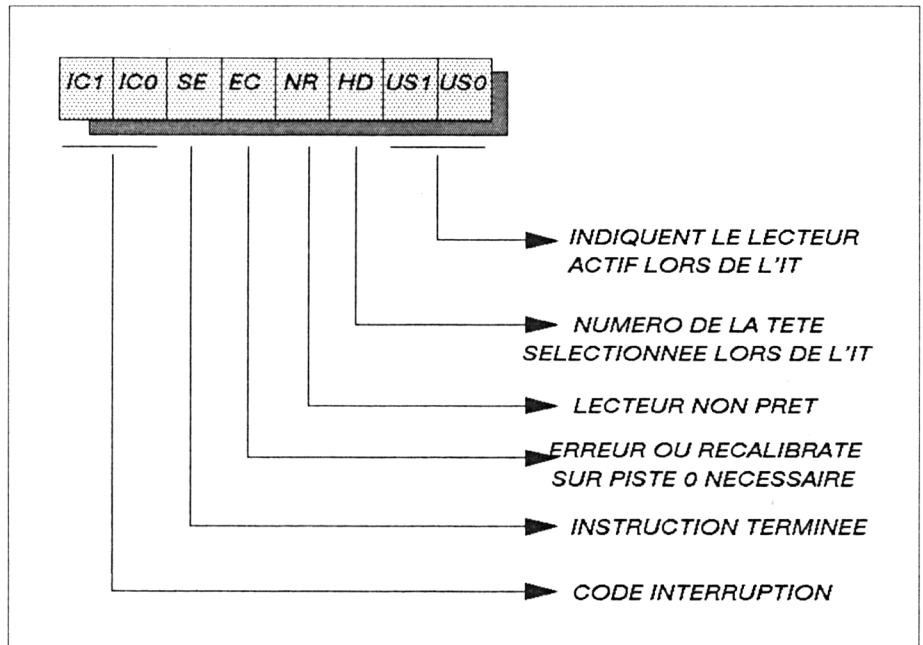 IC1 IC0 SE EC NR HD US1 US0
INDIQUENT LE LECTEUR
ACTIF LORS DE L'IT
NUMERO DE LA TETE
SELECTIONNEE LORS DE L'IT
LECTEUR NON PRET
ERREUR OU RECALIBRATE
SUR PISTE 0 NECESSAIRE
INSTRUCTION TERMINEE
CODE INTERRUPTION